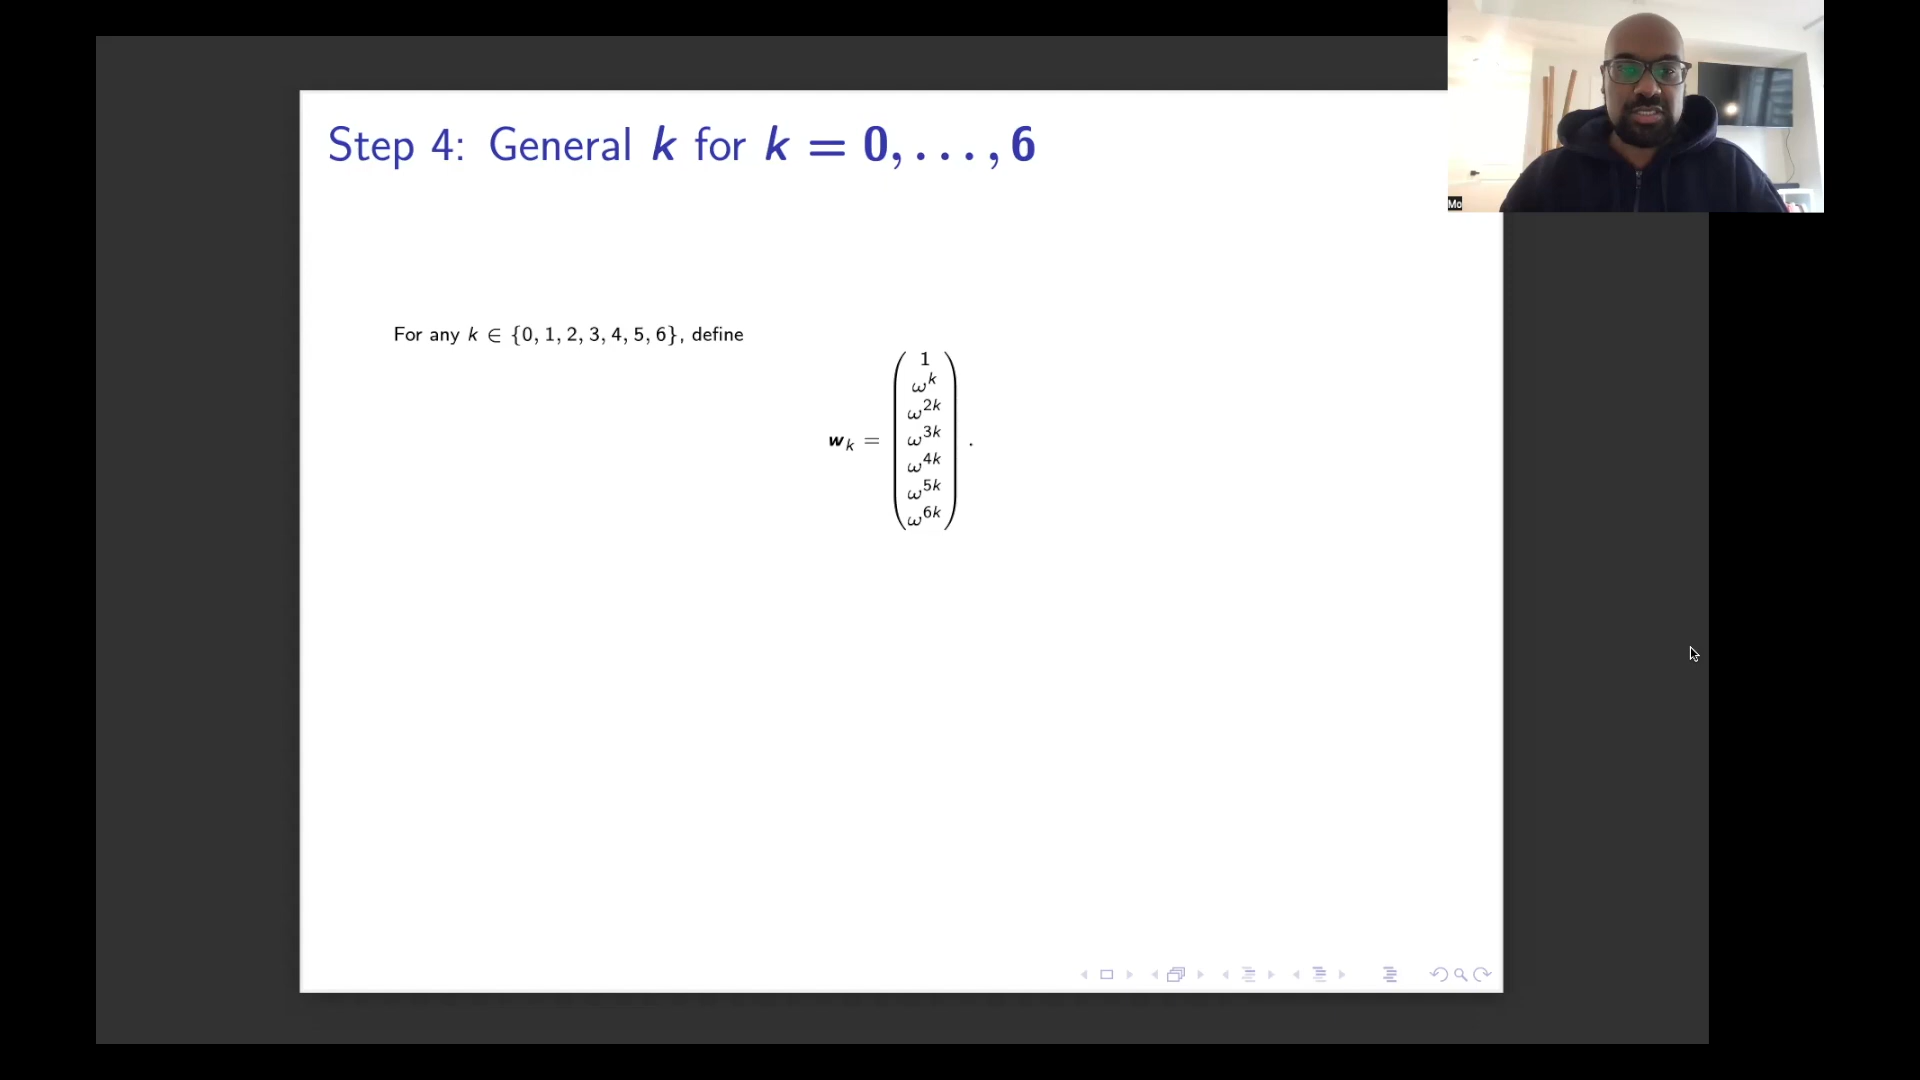 Step 4: General k for k = 0, . . . , 6
For any k ∈ {0, 1, 2, 3, 4, 5, 6}, define
1
ω^k
ω^{2k}
w_k = ω^{3k} .
ω^{4k}
ω^{5k}
ω^{6k}
Mo